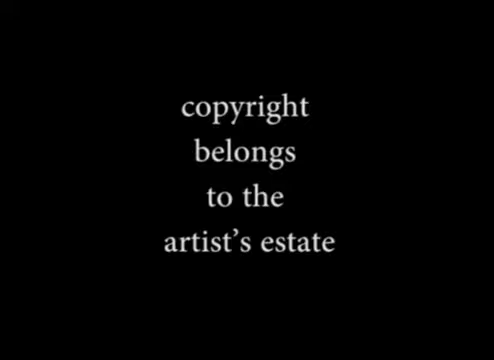 copyright
belongs
to the
artist’s estate